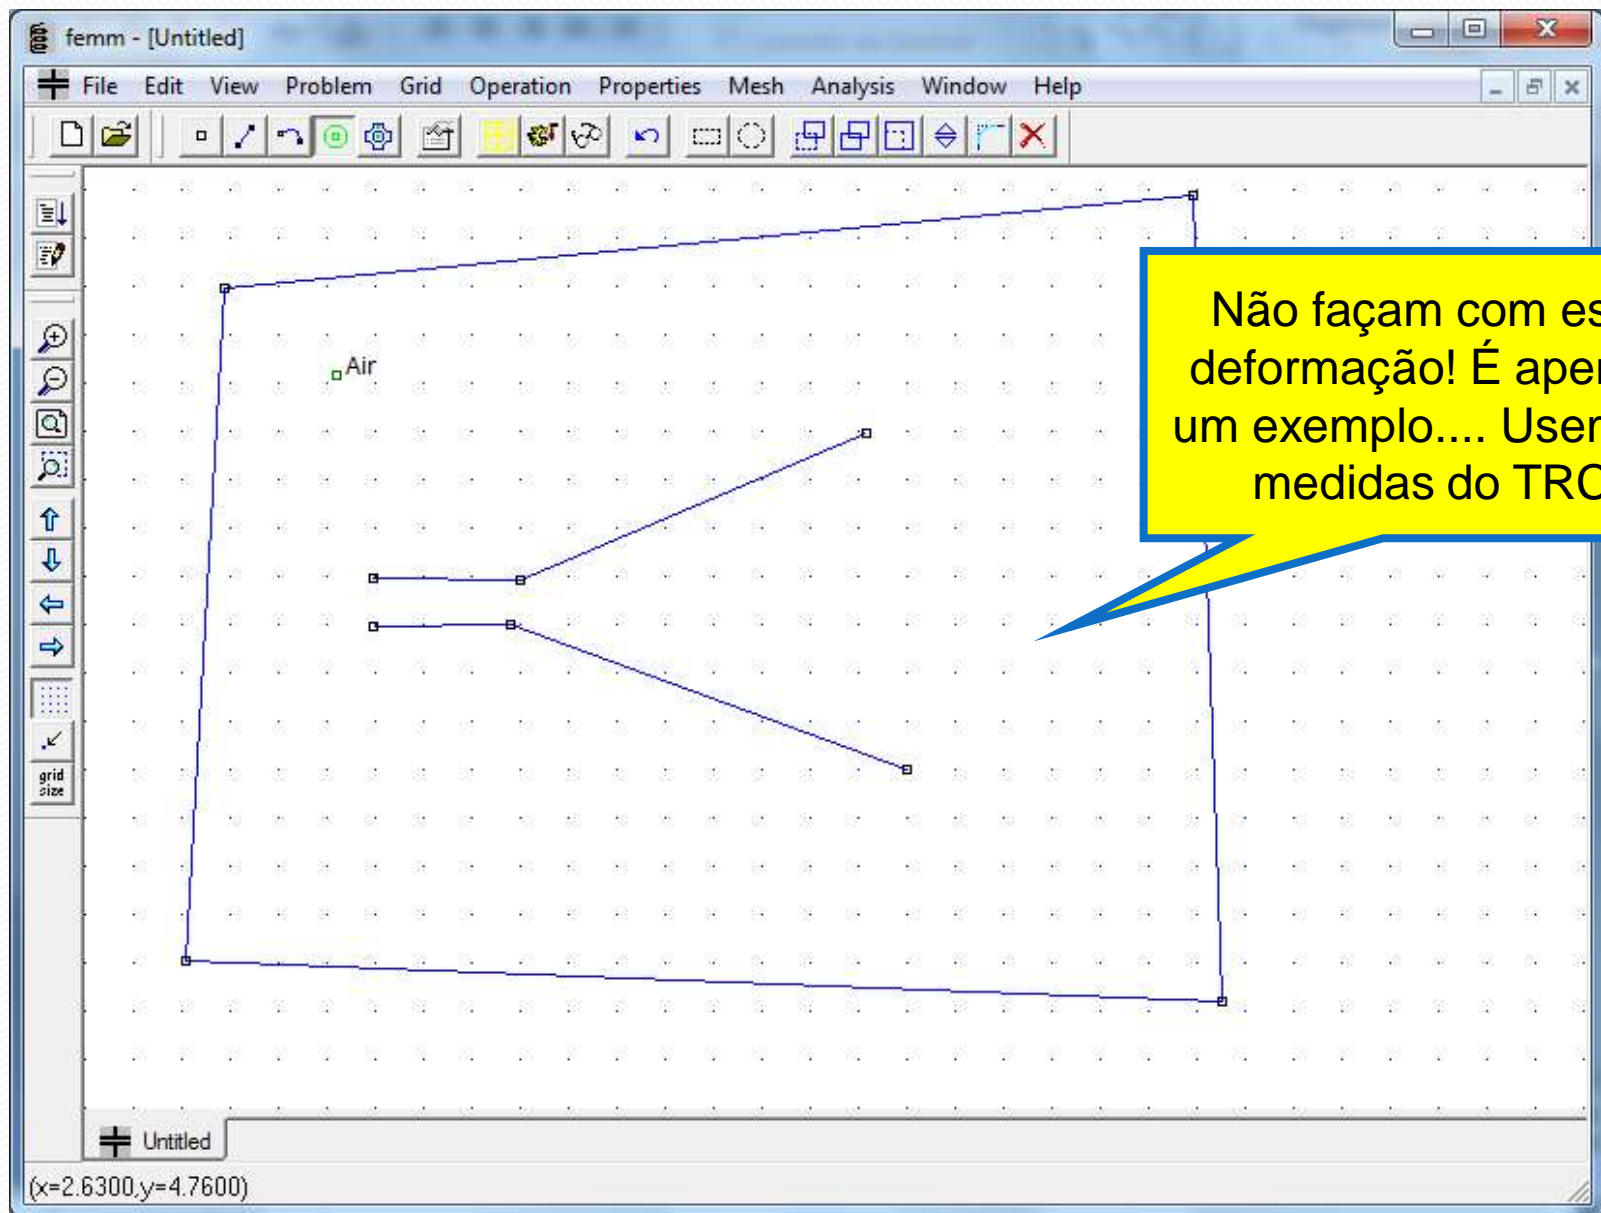 femm - [Untitled]
File Edit View Problem Grid Operation Properties Mesh Analysis Window Help
Air
Não façam com es
deformação! É aper
um exemplo.... User
medidas do TRC
grid
size
Untitled
(x=2.6300,y=4.7600)